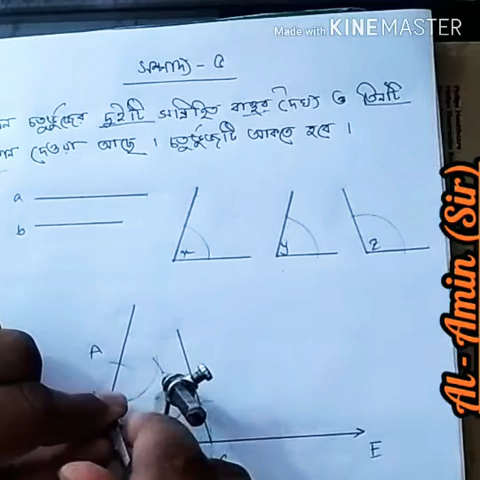 Made with KINEMASTER
সম্পাদ্য - ৫
চতুর্ভুজের দুইটি সন্নিহিত বাহুর দৈর্ঘ্য ও তিনটি
দেওয়া আছে । চতুর্ভুজটি আঁকতে হবে ।
a
b
x
y
z
A
E
Al - Amin (Sir)